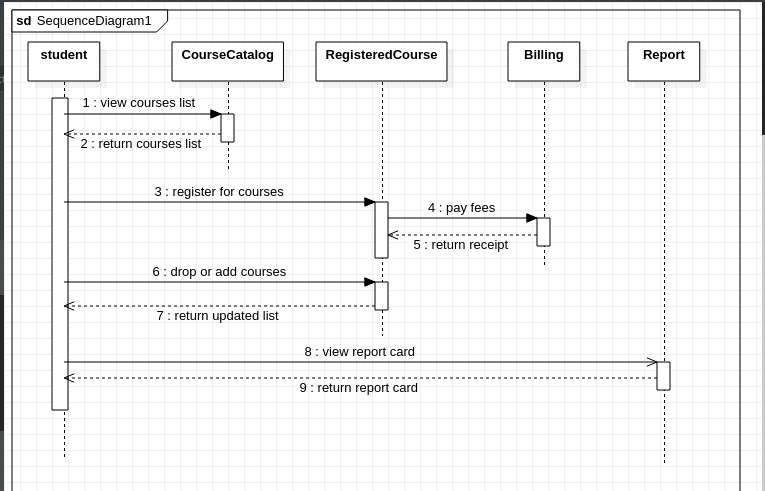 sd SequenceDiagram1
student
CourseCatalog
RegisteredCourse
Billing
Report
1 : view courses list
2 : return courses list
3 : register for courses
4 : pay fees
5 : return receipt
6 : drop or add courses
7 : return updated list
8 : view report card
9 : return report card